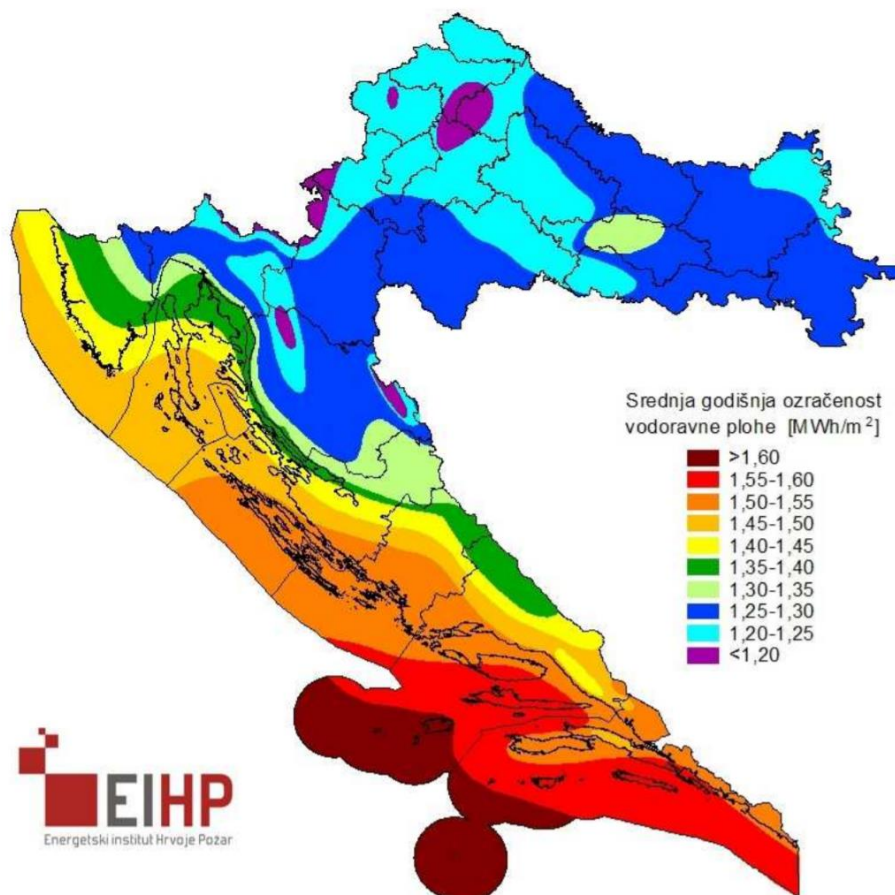 Srednja godišnja ozračenost
vodoravne plohe [MWh/m²]
>1,60
1,55-1,60
1,50-1,55
1,45-1,50
1,40-1,45
1,35-1,40
1,30-1,35
1,25-1,30
1,20-1,25
<1,20
EIHP
Energetski institut Hrvoje Požar